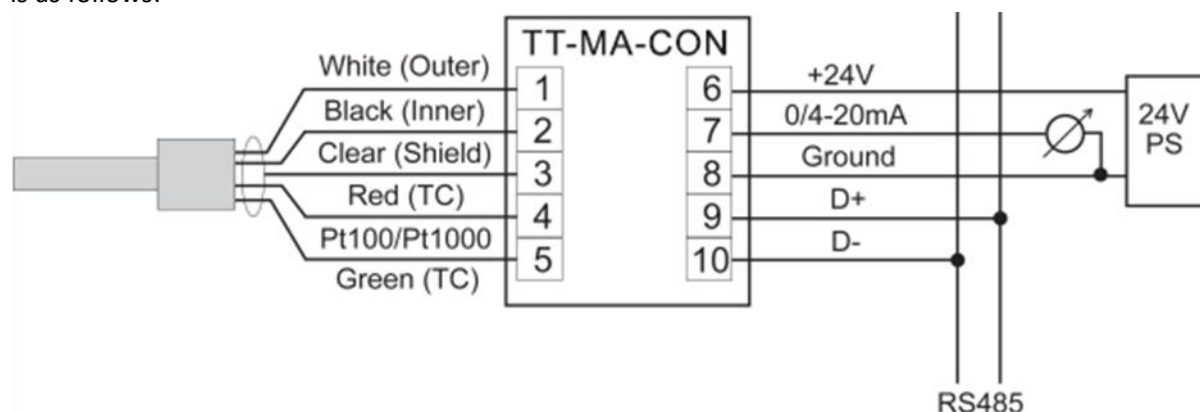 is as follows:
TT-MA-CON
White (Outer)
Black (Inner)
Clear (Shield)
Red (TC)
Pt100/Pt1000
Green (TC)
1
2
3
4
5
6
7
8
9
10
+24V
0/4-20mA
Ground
D+
D-
24V
PS
RS485